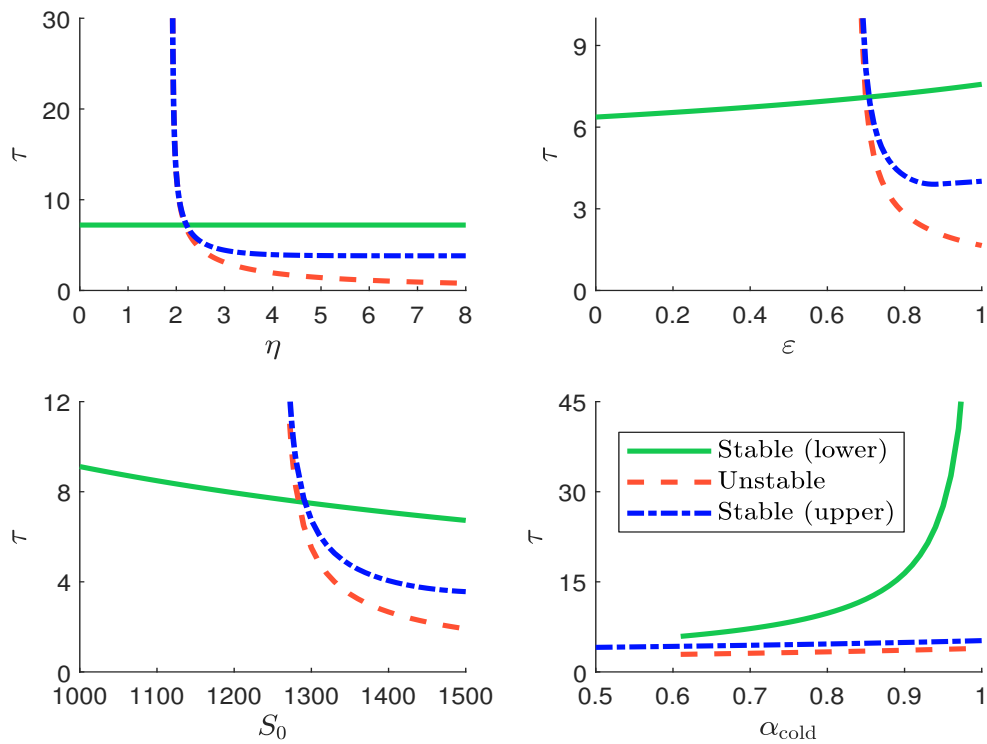 30
20
10
0
τ
0 1 2 3 4 5 6 7 8
η
9
6
3
0
τ
0 0.2 0.4 0.6 0.8 1
ε
12
8
4
0
τ
1000 1100 1200 1300 1400 1500
S₀
45
30
15
0
τ
Stable (lower)
Unstable
Stable (upper)
0.5 0.6 0.7 0.8 0.9 1
α_cold